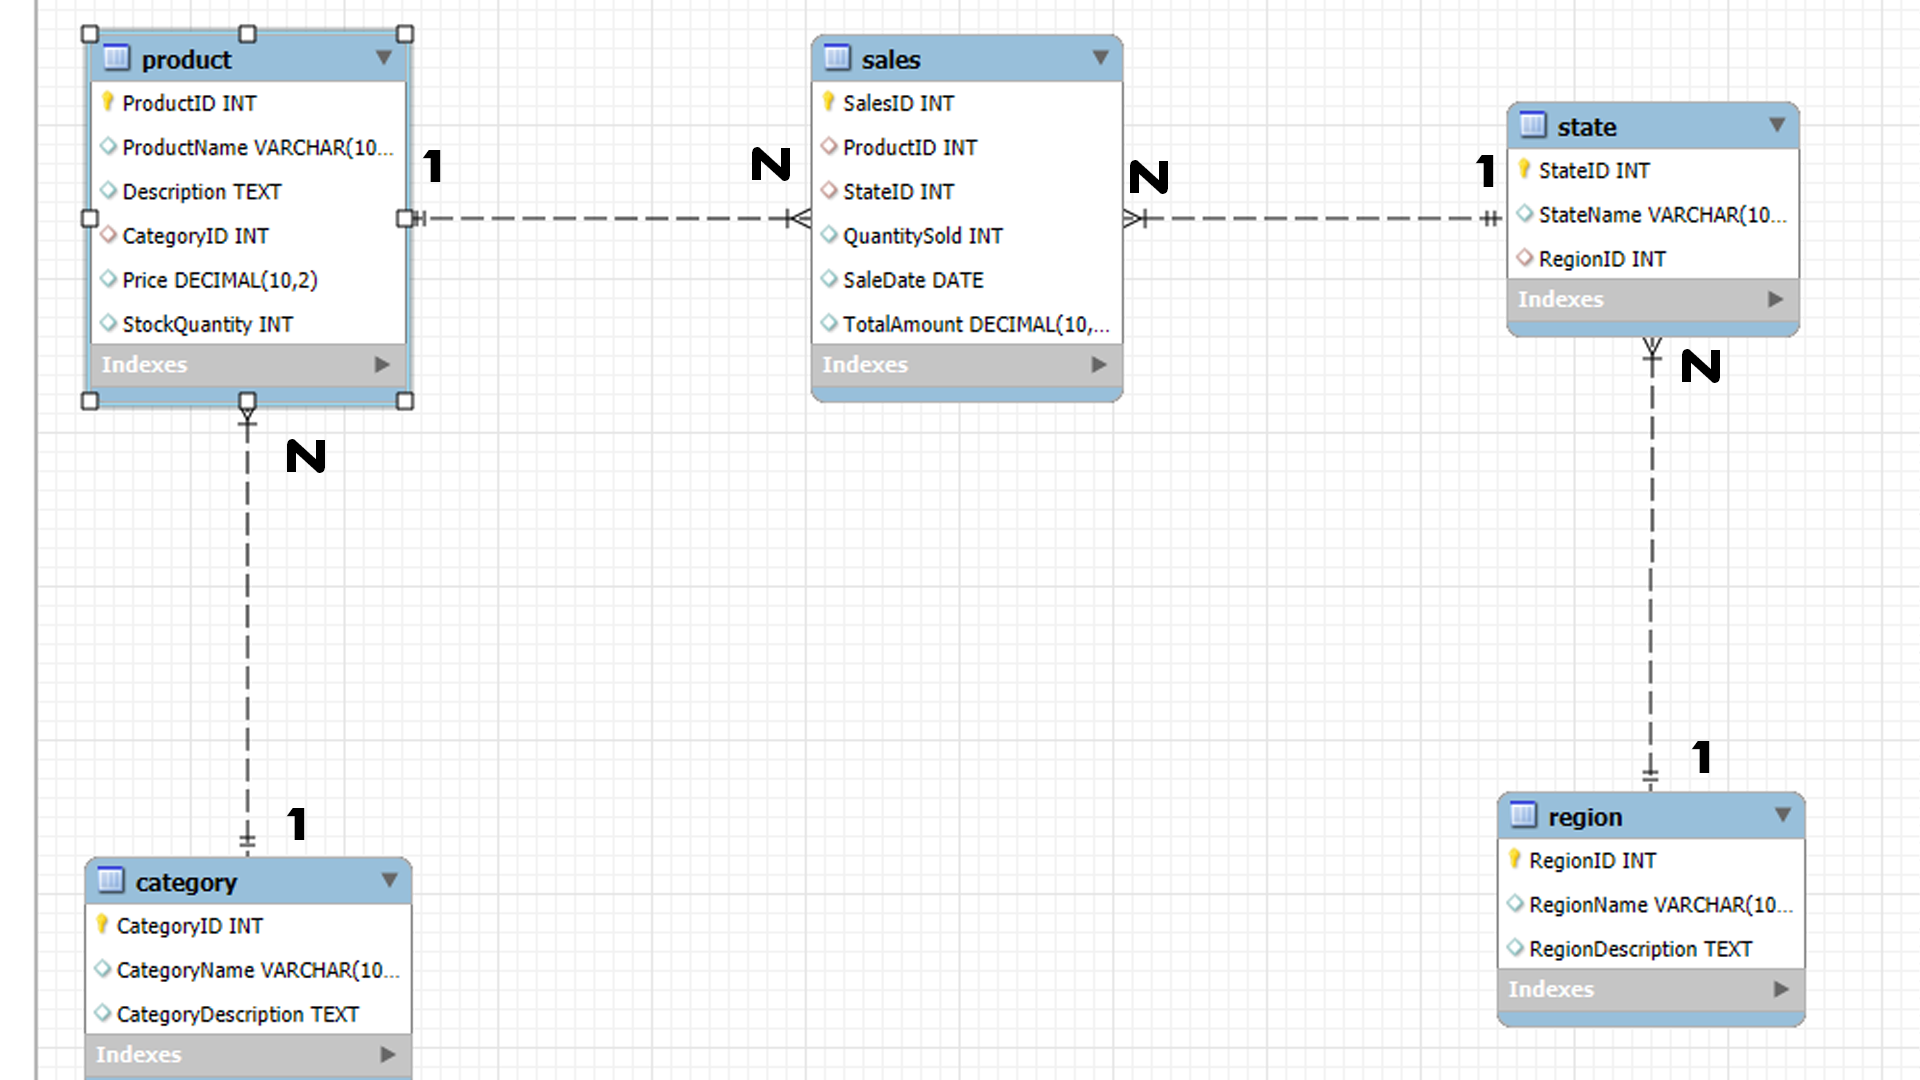 product
ProductID INT
ProductName VARCHAR(10...
Description TEXT
CategoryID INT
Price DECIMAL(10,2)
StockQuantity INT
Indexes
1
N
sales
SalesID INT
ProductID INT
StateID INT
QuantitySold INT
SaleDate DATE
TotalAmount DECIMAL(10,...
Indexes
N
1
state
StateID INT
StateName VARCHAR(10...
RegionID INT
Indexes
N
N
1
1
category
CategoryID INT
CategoryName VARCHAR(10...
CategoryDescription TEXT
Indexes
region
RegionID INT
RegionName VARCHAR(10...
RegionDescription TEXT
Indexes